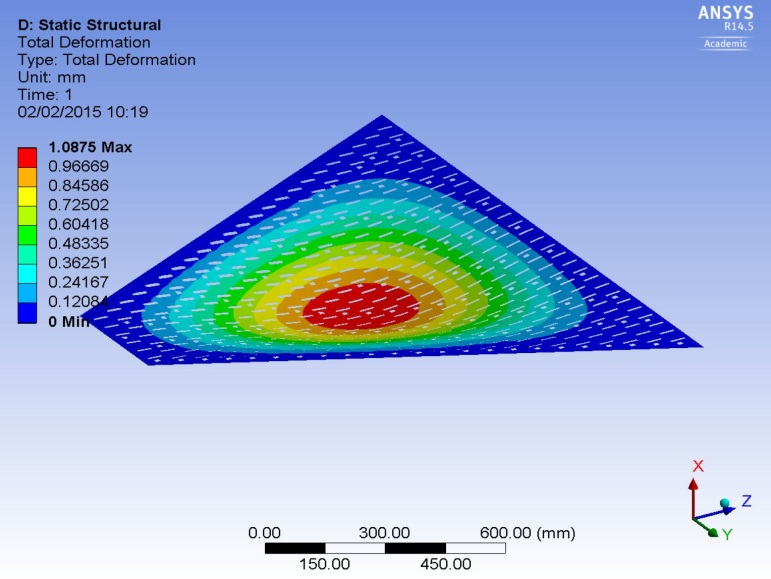 D: Static Structural
Total Deformation
Type: Total Deformation
Unit: mm
Time: 1
02/02/2015 10:19
ANSYS
R14.5
Academic
1.0875 Max
0.96669
0.84586
0.72502
0.60418
0.48335
0.36251
0.24167
0.12084
0 Min
X
Z
Y
0.00 300.00 600.00 (mm)
150.00 450.00